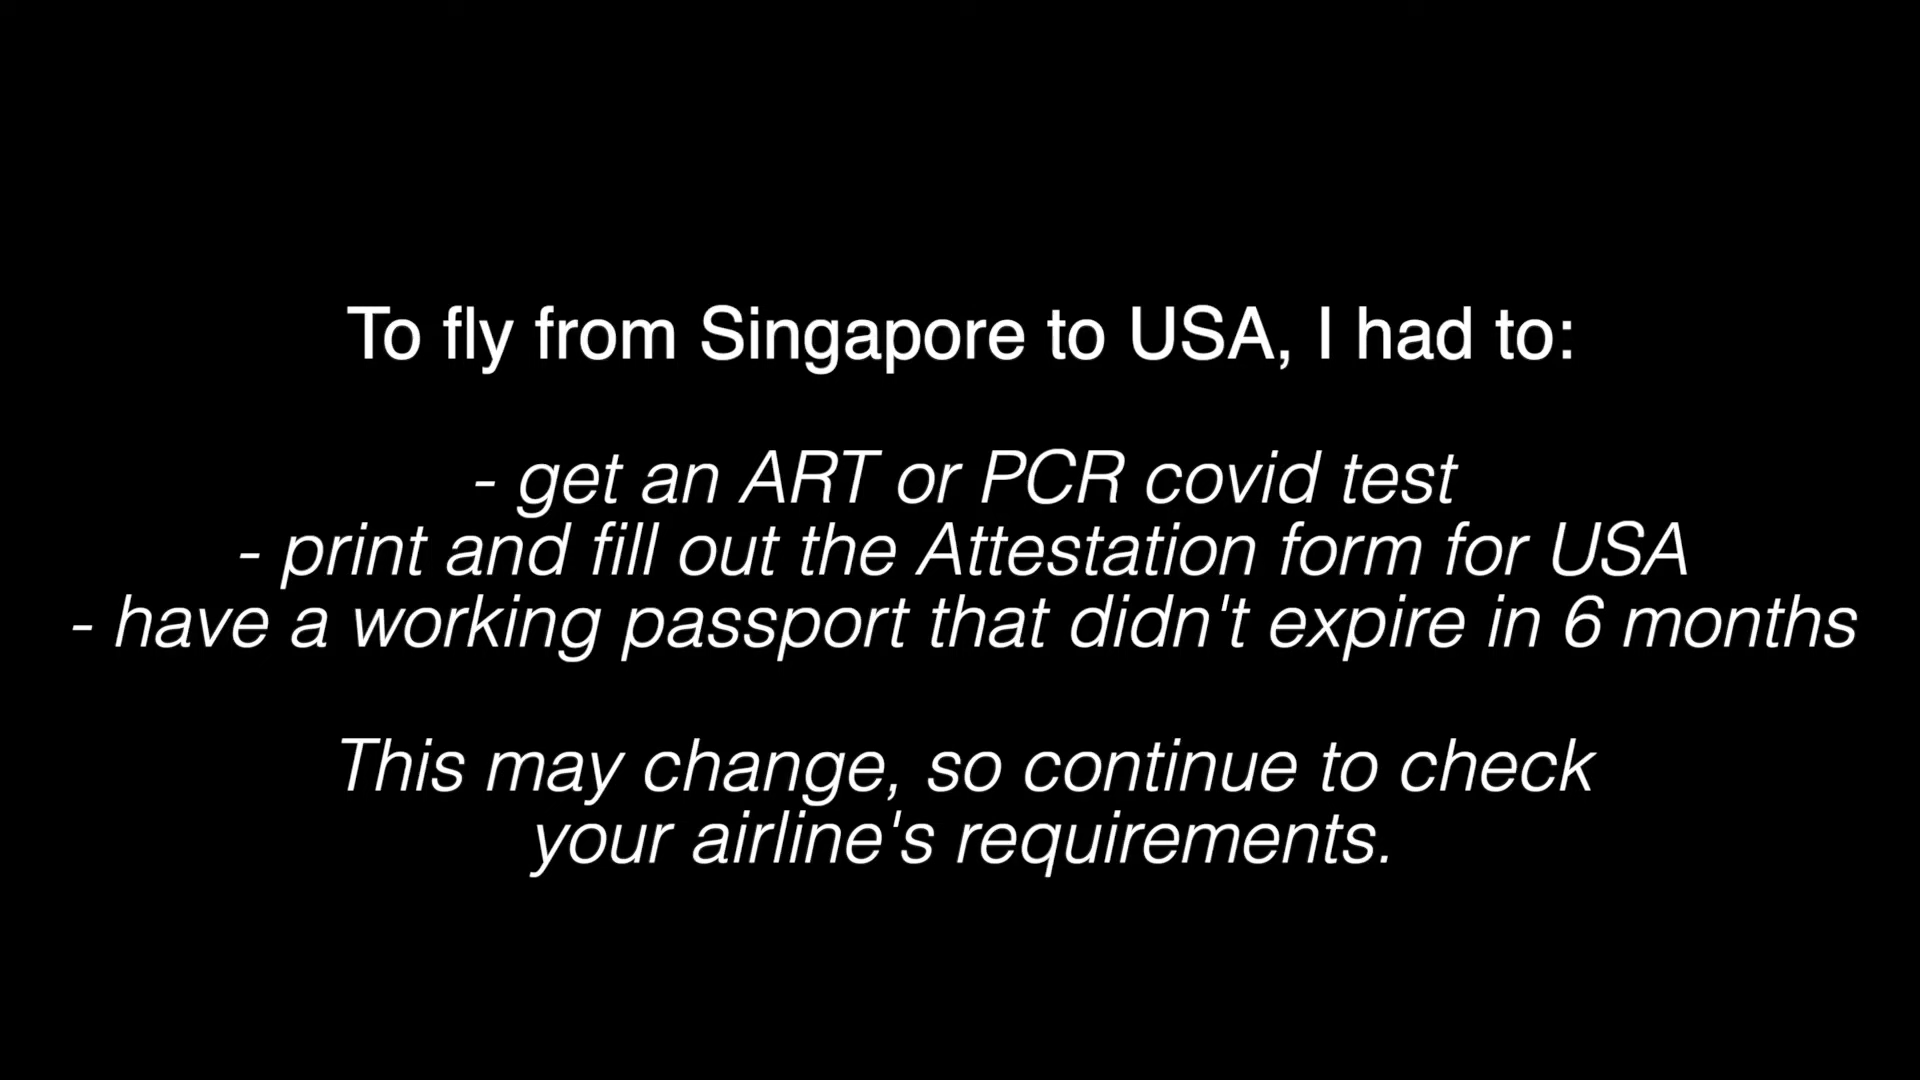 To fly from Singapore to USA, I had to:
- get an ART or PCR covid test
- print and fill out the Attestation form for USA
- have a working passport that didn't expire in 6 months
This may change, so continue to check
your airline's requirements.